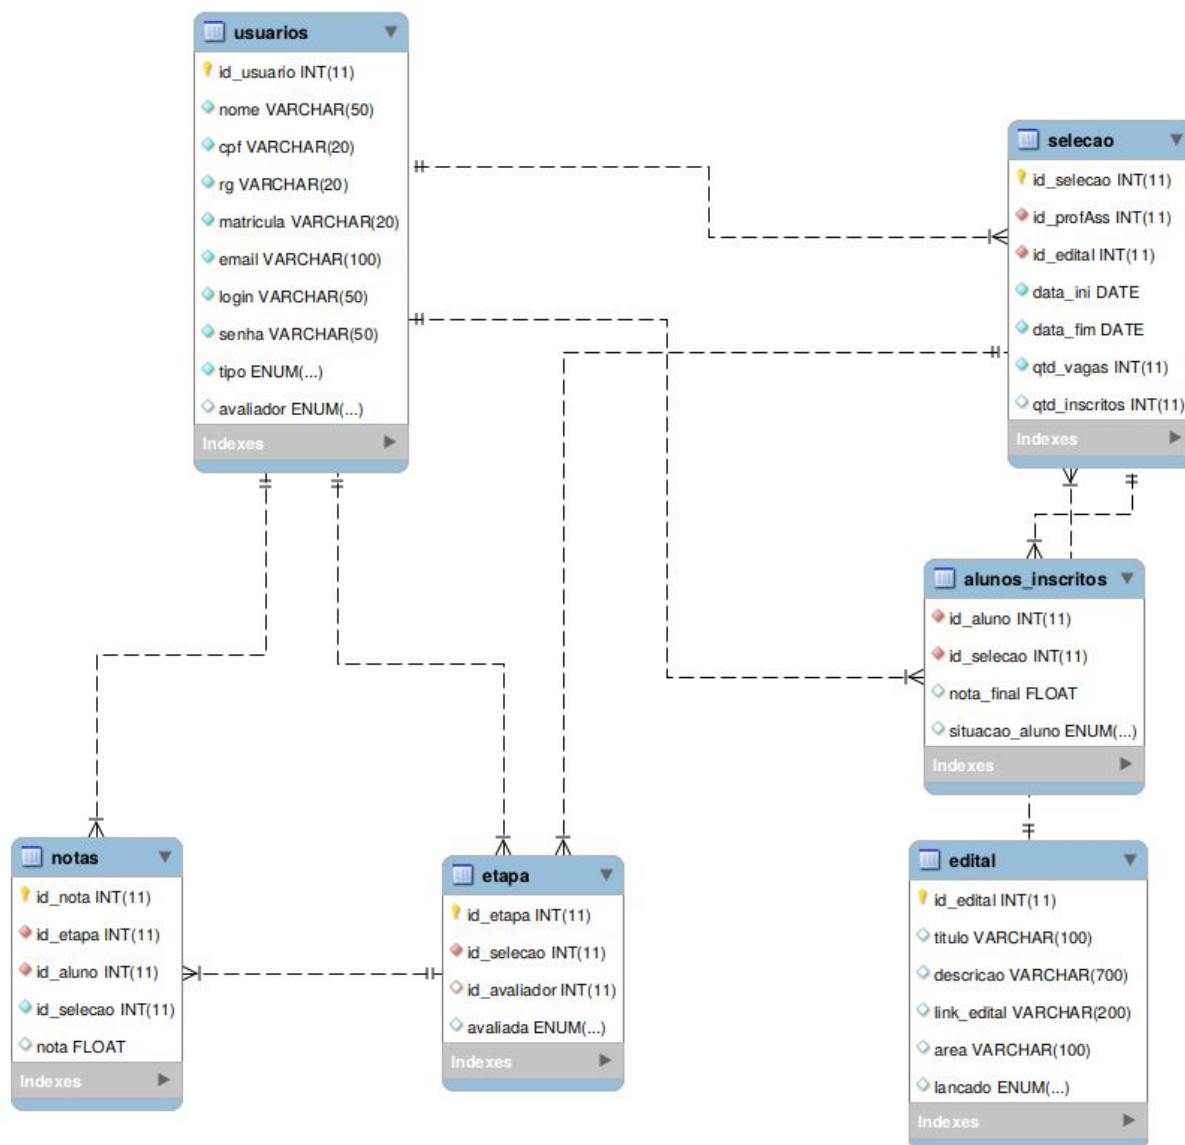 usuarios
id_usuario INT(11)
nome VARCHAR(50)
cpf VARCHAR(20)
rg VARCHAR(20)
matricula VARCHAR(20)
email VARCHAR(100)
login VARCHAR(50)
senha VARCHAR(50)
tipo ENUM(...)
avaliador ENUM(...)
Indexes
selecao
id_selecao INT(11)
id_profAss INT(11)
id_edital INT(11)
data_ini DATE
data_fim DATE
qtd_vagas INT(11)
qtd_inscritos INT(11)
Indexes
alunos_inscritos
id_aluno INT(11)
id_selecao INT(11)
nota_final FLOAT
situacao_aluno ENUM(...)
Indexes
notas
id_nota INT(11)
id_etapa INT(11)
id_aluno INT(11)
id_selecao INT(11)
nota FLOAT
Indexes
etapa
id_etapa INT(11)
id_selecao INT(11)
id_avaliador INT(11)
avaliada ENUM(...)
Indexes
edital
id_edital INT(11)
titulo VARCHAR(100)
descricao VARCHAR(700)
link_edital VARCHAR(200)
area VARCHAR(100)
lancado ENUM(...)
Indexes